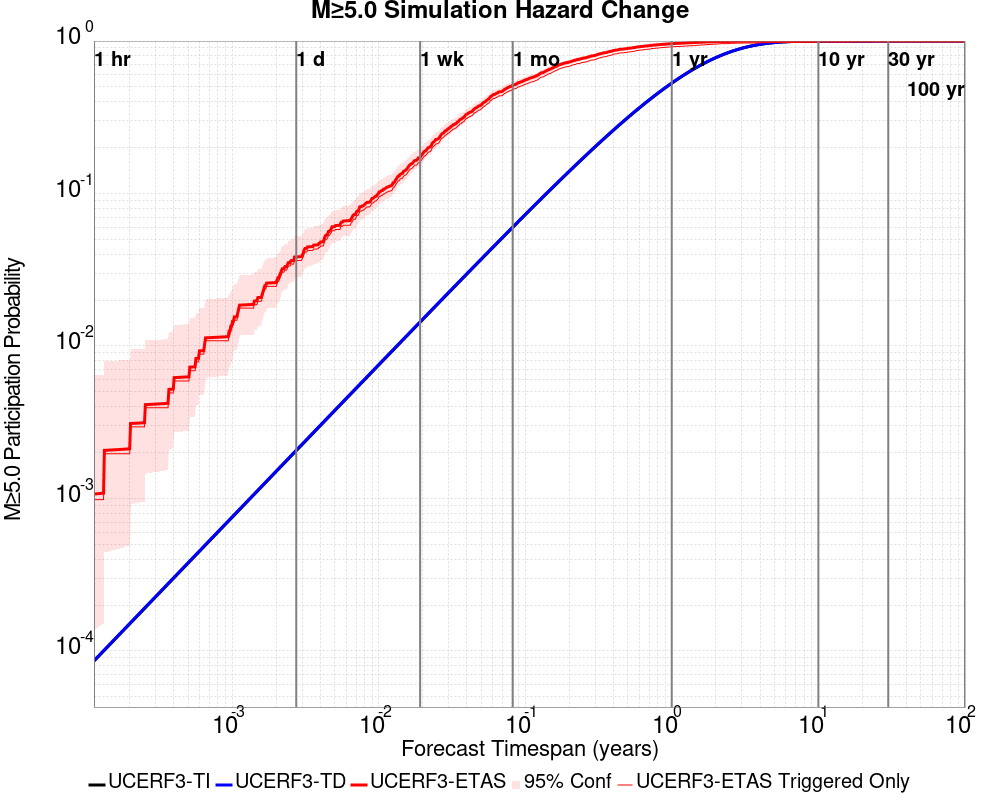 M≥5.0 Simulation Hazard Change
10^0
10^-1
10^-2
10^-3
10^-4
M≥5.0 Participation Probability
1 hr
1 d
1 wk
1 mo
1 yr
10 yr
30 yr
100 yr
10^-3
10^-2
10^-1
10^0
10^1
10^2
Forecast Timespan (years)
UCERF3-TI
UCERF3-TD
UCERF3-ETAS
95% Conf
UCERF3-ETAS Triggered Only